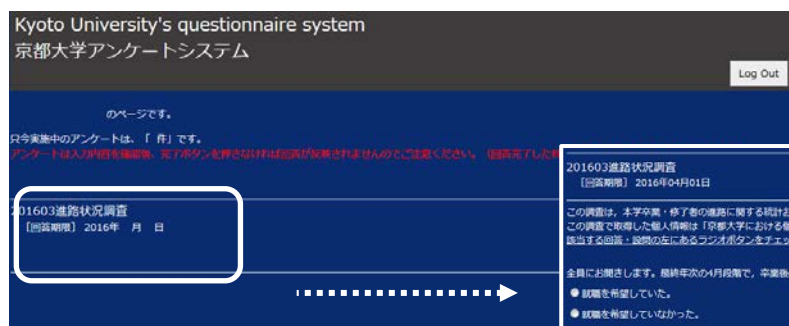 Kyoto University's questionnaire system
京都大学アンケートシステム
Log Out
のページです。
只今実施中のアンケートは、「 件」です。
アンケートは入力内容を確認後、完了ボタンを押さなければ回答が反映されませんのでご注意ください。（回答完了した
201603進路状況調査
［回答期限］ 2016年　月　日
201603進路状況調査
［回答期限］ 2016年04月01日
この調査は、本学卒業・修了者の進路に関する統計お
この調査で取得した個人情報は「京都大学における個
該当する回答・設問の左にあるラジオボタンをチェッ
全員にお聞きします。最終年次の4月段階で、卒業後
就職を希望していた。
就職を希望していなかった。